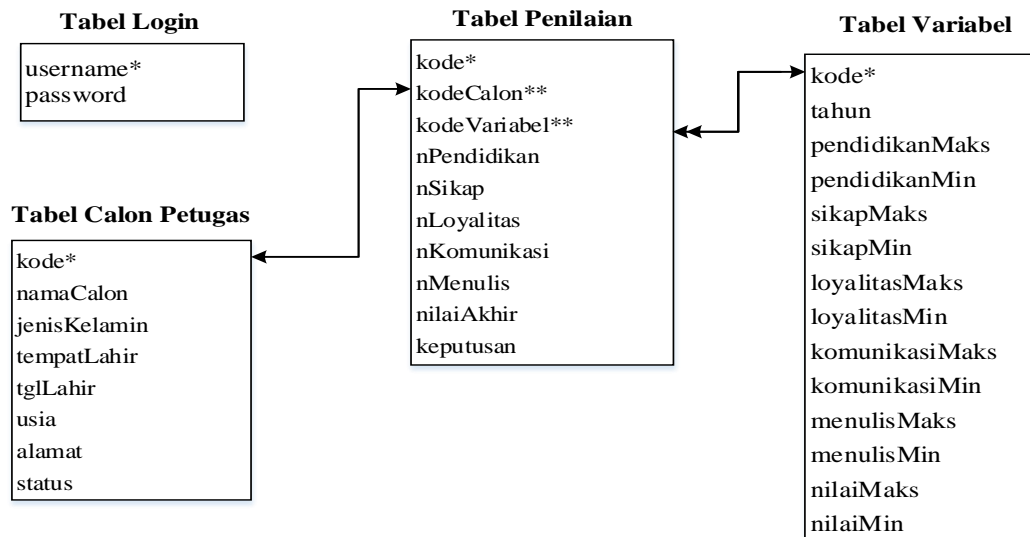 Tabel Login
username*
password
Tabel Calon Petugas
kode*
namaCalon
jenisKelamin
tempatLahir
tglLahir
usia
alamat
status
Tabel Penilaian
kode*
kodeCalon**
kodeVariabel**
nPendidikan
nSikap
nLoyalitas
nKomunikasi
nMenulis
nilaiAkhir
keputusan
Tabel Variabel
kode*
tahun
pendidikanMaks
pendidikanMin
sikapMaks
sikapMin
loyalitasMaks
loyalitasMin
komunikasiMaks
komunikasiMin
menulisMaks
menulisMin
nilaiMaks
nilaiMin